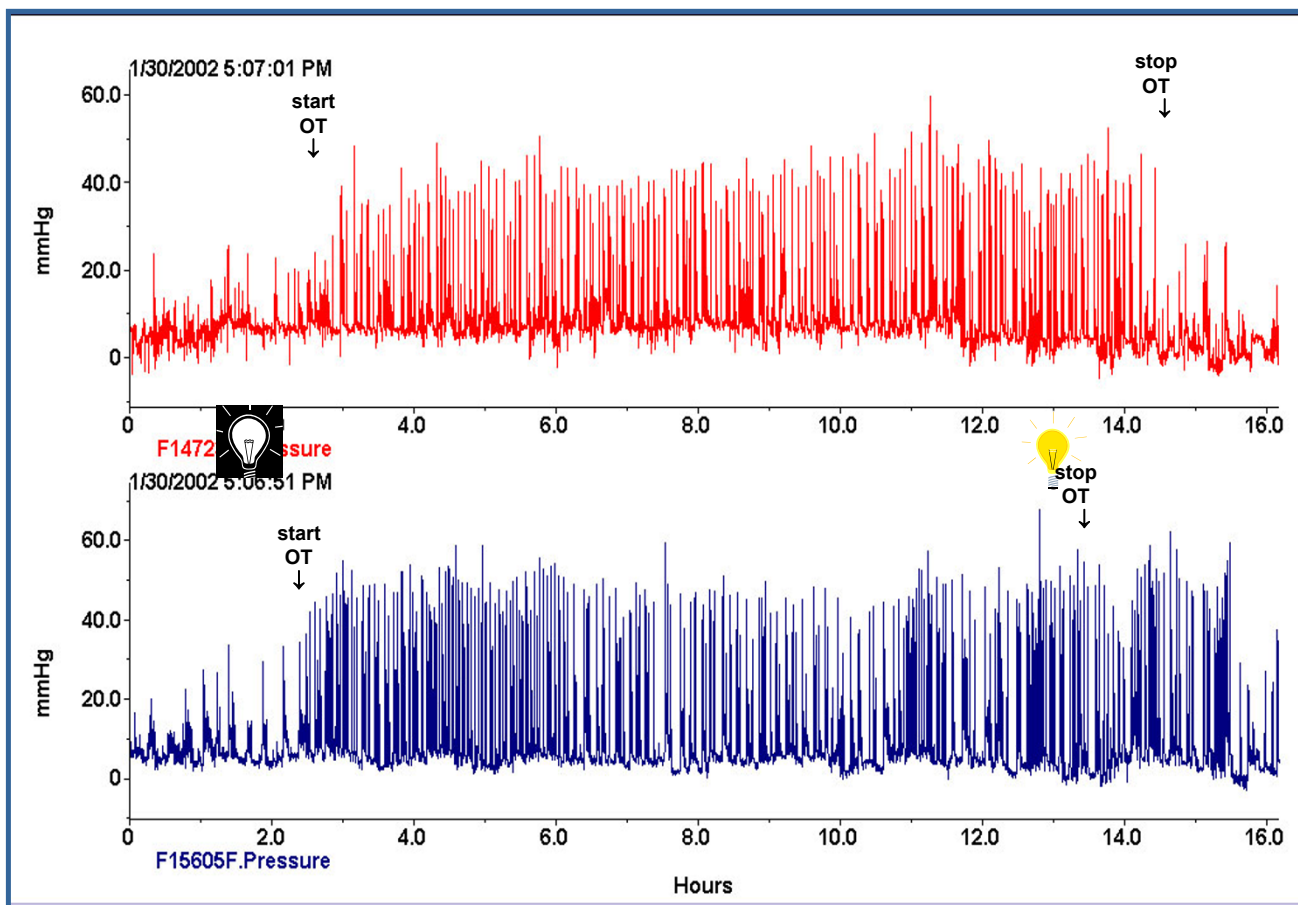 1/30/2002 5:07:01 PM
stop
OT
start
OT
60.0
40.0
20.0
0
mmHg
0 4.0 6.0 8.0 10.0 12.0 14.0 16.0
F1472 ssure
1/30/2002 5:06:51 PM
stop
OT
start
OT
60.0
40.0
20.0
0
mmHg
0 2.0 4.0 6.0 8.0 10.0 12.0 14.0 16.0
F15605F.Pressure
Hours